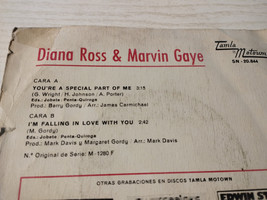 Diana Ross & Marvin Gaye
Tamla
Motown
SN-20.844
CARA A
YOU'RE A SPECIAL PART OF ME 3:15
(G. Wright / H. Johnson / A. Porter)
Eds.: Jobete / Ponta-Quiroga
Prod.: Berry Gordy / Arr.: James Carmichael
CARA B
I'M FALLING IN LOVE WITH YOU 2:42
(M. Gordy)
Eds.: Jobete / Ponta-Quiroga
Prod.: Mark Davis y Margaret Gordy / Arr.: Mark Davis
N.º Original de Serie: M-1280 F
OTRAS GRABACIONES EN DISCOS TAMLA MOTOWN
EDWIN